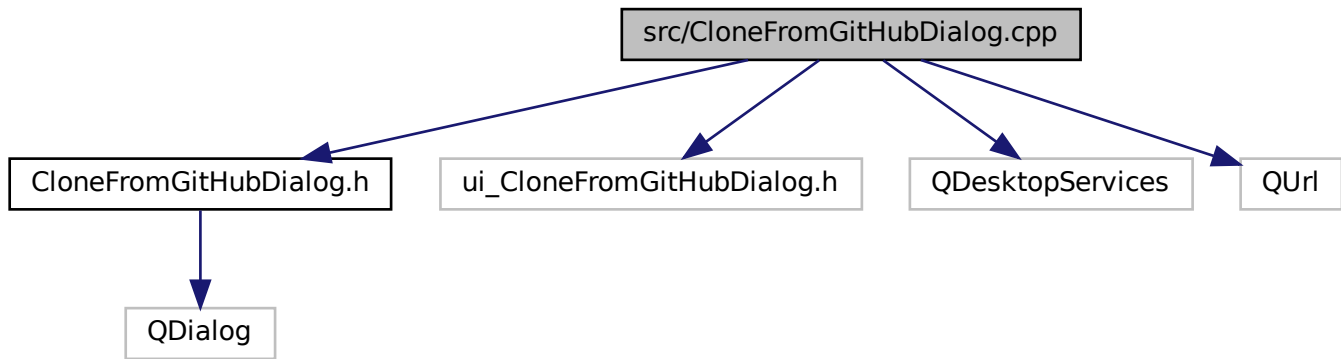 src/CloneFromGitHubDialog.cpp
CloneFromGitHubDialog.h
ui_CloneFromGitHubDialog.h
QDesktopServices
QUrl
QDialog